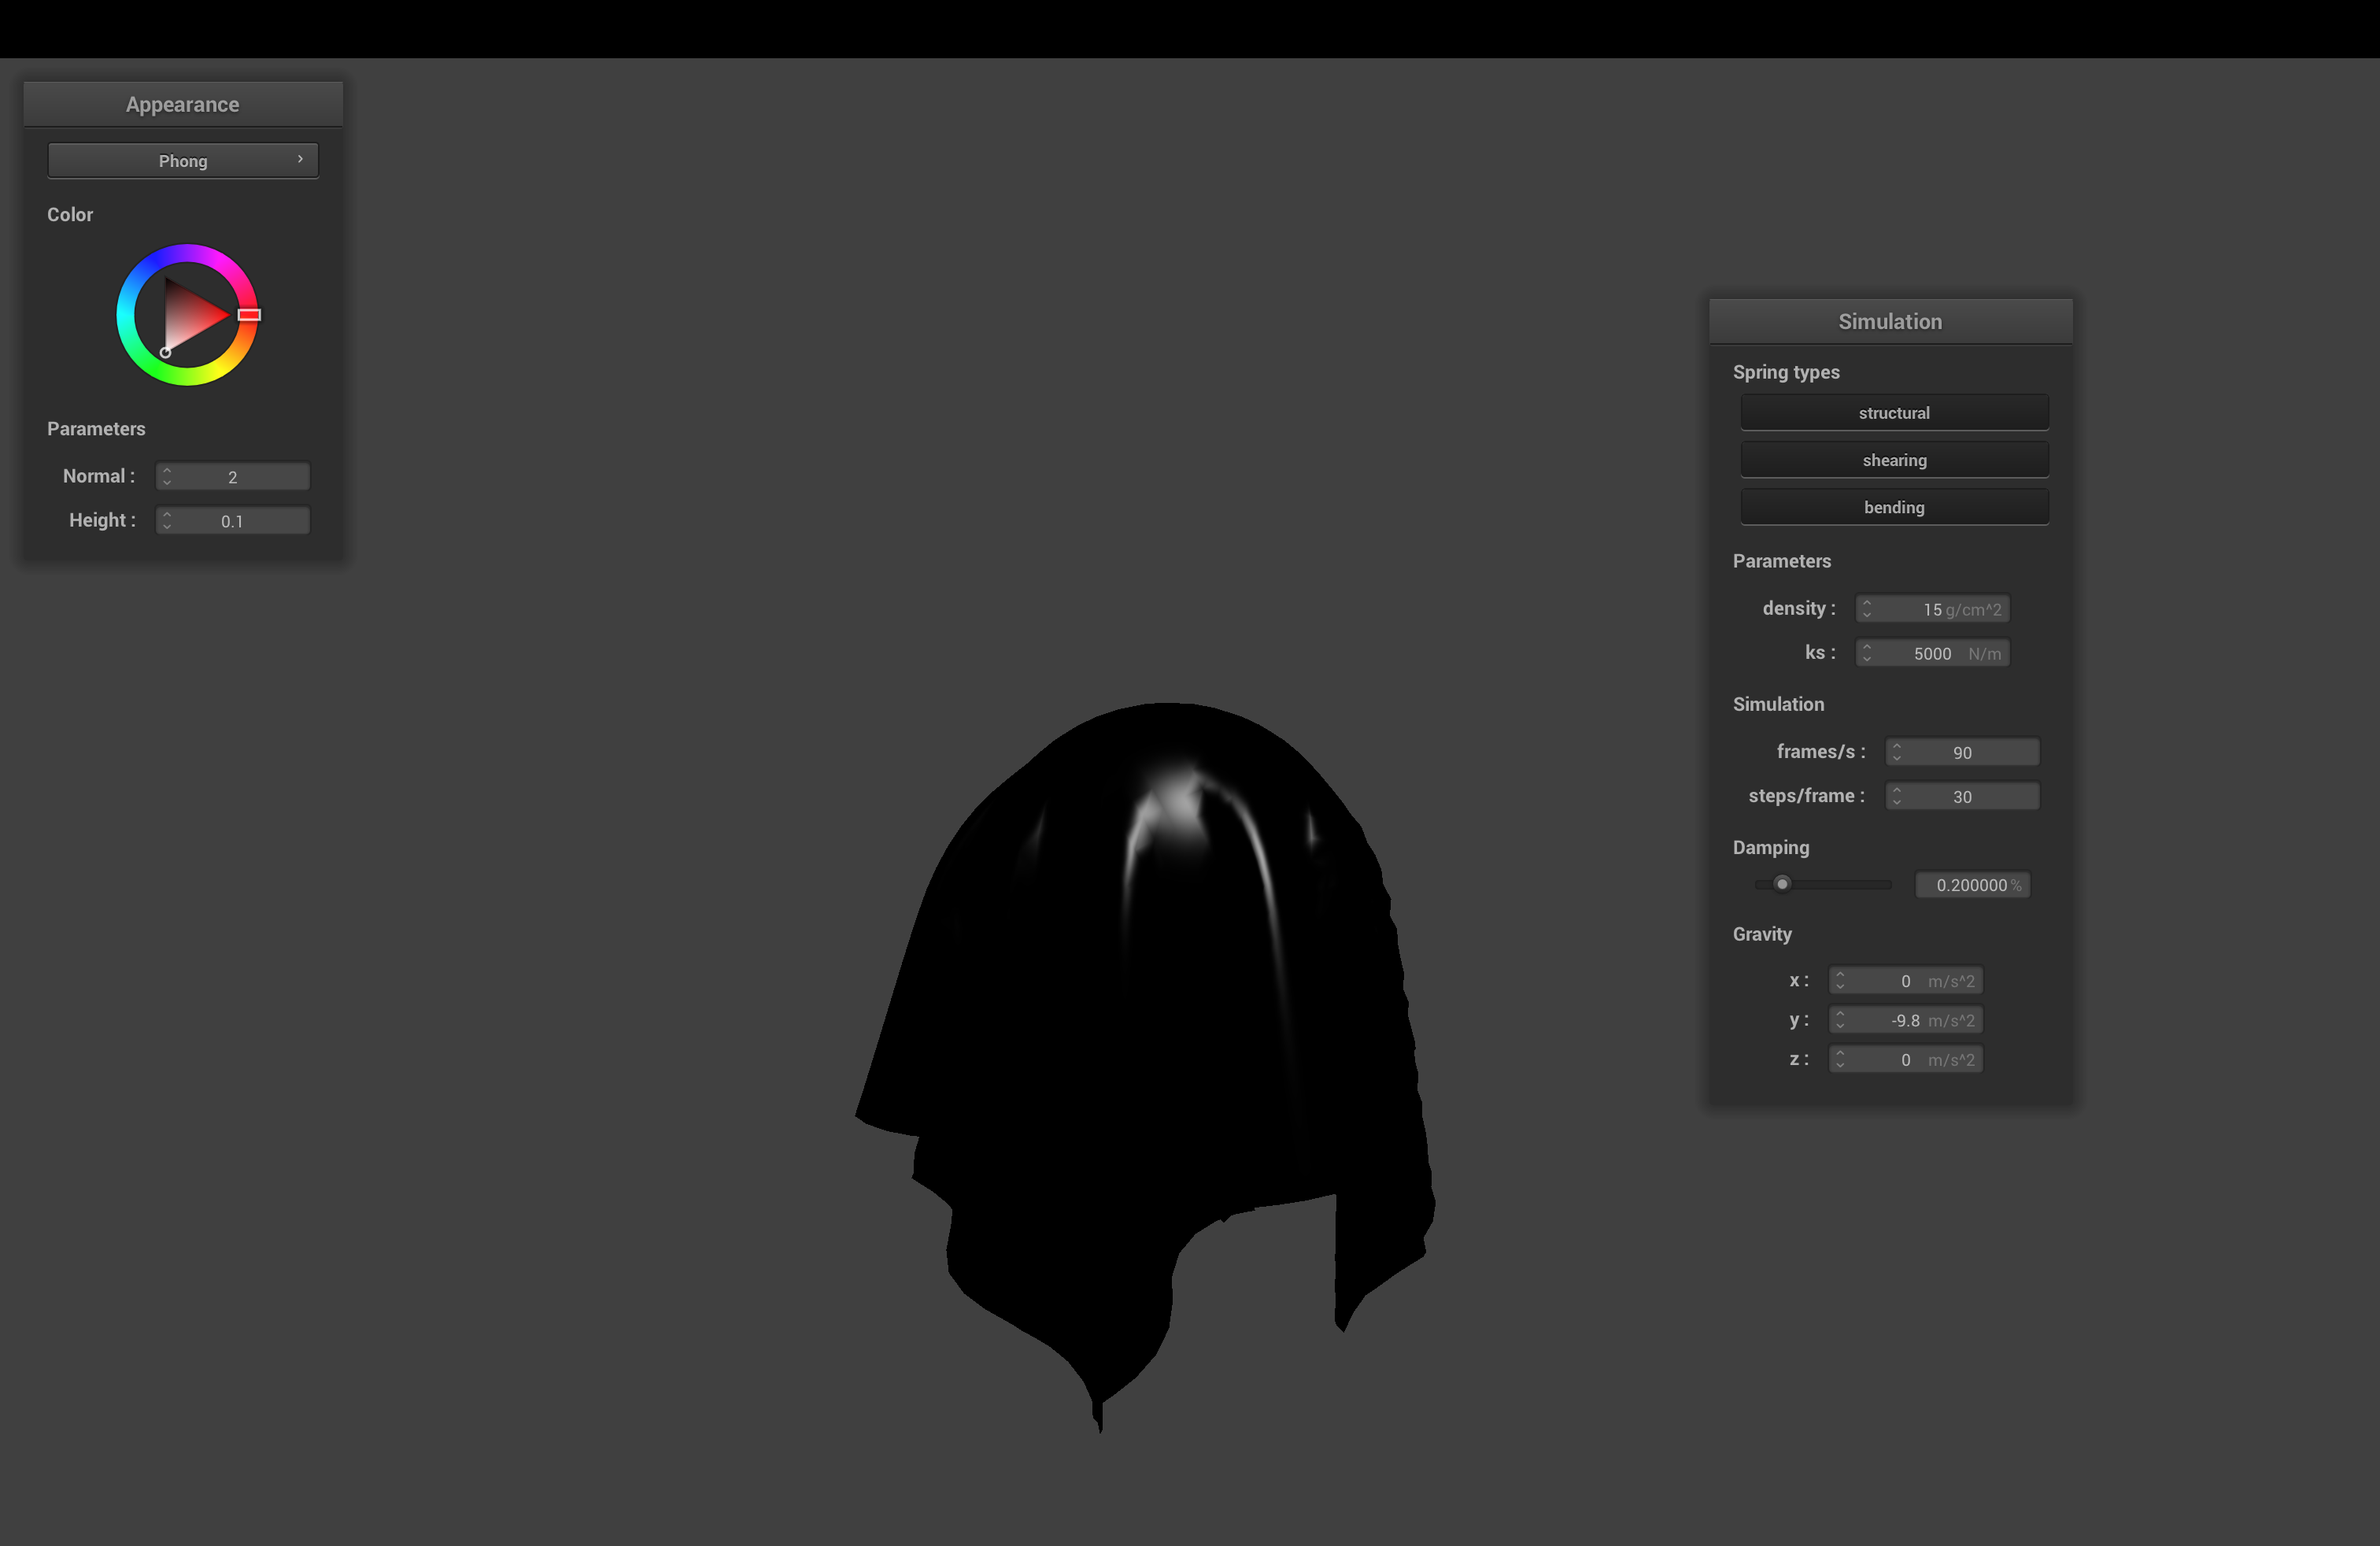 Appearance
Phong
Color
Parameters
Normal : 2
Height : 0.1
Simulation
Spring types
structural
shearing
bending
Parameters
density : 15 g/cm^2
ks : 5000 N/m
Simulation
frames/s : 90
steps/frame : 30
Damping
0.200000 %
Gravity
x : 0 m/s^2
y : -9.8 m/s^2
z : 0 m/s^2